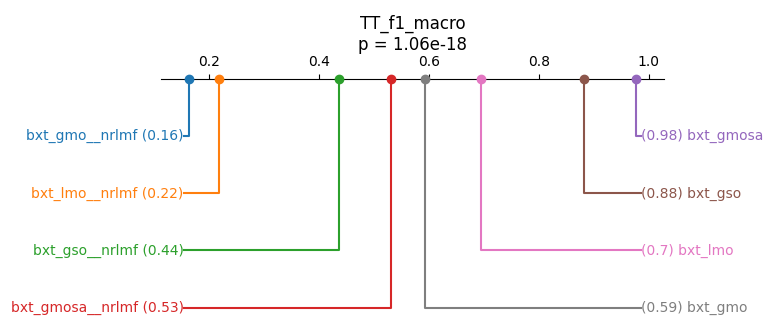 TT_f1_macro
p = 1.06e-18
0.2 0.4 0.6 0.8 1.0
bxt_gmo__nrlmf (0.16) (0.98) bxt_gmosa
bxt_lmo__nrlmf (0.22) (0.88) bxt_gso
bxt_gso__nrlmf (0.44) (0.7) bxt_lmo
bxt_gmosa__nrlmf (0.53) (0.59) bxt_gmo